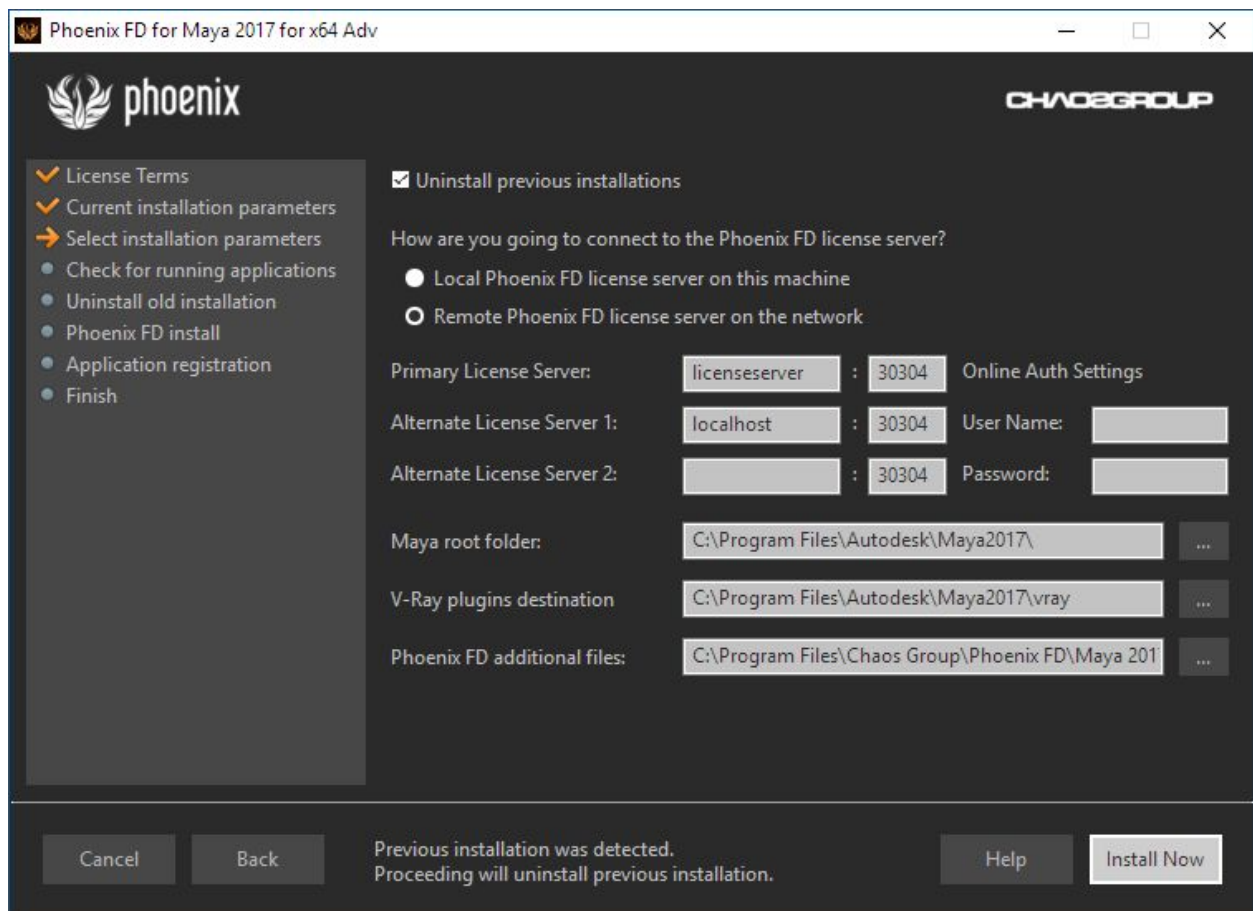 Phoenix FD for Maya 2017 for x64 Adv
phoenix
CHAOSGROUP
License Terms
Current installation parameters
Select installation parameters
Check for running applications
Uninstall old installation
Phoenix FD install
Application registration
Finish
Uninstall previous installations
How are you going to connect to the Phoenix FD license server?
Local Phoenix FD license server on this machine
Remote Phoenix FD license server on the network
Primary License Server: licenseserver : 30304 Online Auth Settings
Alternate License Server 1: localhost : 30304 User Name:
Alternate License Server 2: : 30304 Password:
Maya root folder: C:\Program Files\Autodesk\Maya2017\ ...
V-Ray plugins destination C:\Program Files\Autodesk\Maya2017\vray ...
Phoenix FD additional files: C:\Program Files\Chaos Group\Phoenix FD\Maya 201 ...
Cancel Back
Previous installation was detected.
Proceeding will uninstall previous installation.
Help Install Now